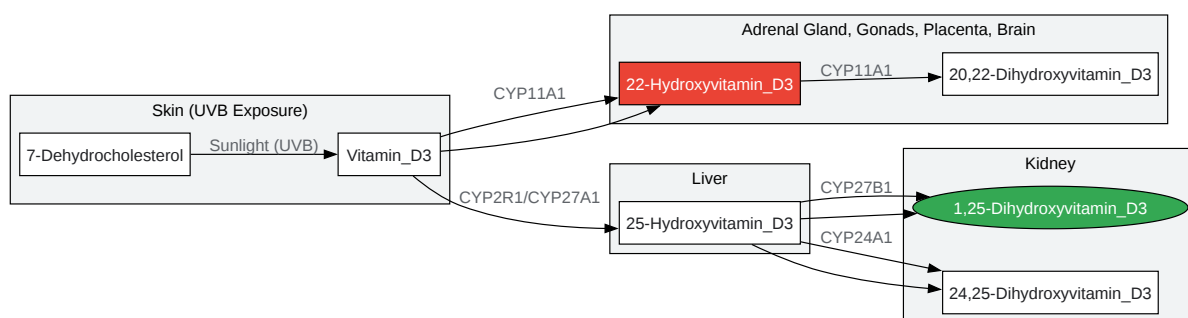 Adrenal Gland, Gonads, Placenta, Brain
22-Hydroxyvitamin_D3
CYP11A1
20,22-Dihydroxyvitamin_D3
CYP11A1
Skin (UVB Exposure)
7-Dehydrocholesterol
Sunlight (UVB)
Vitamin_D3
CYP2R1/CYP27A1
Liver
25-Hydroxyvitamin_D3
Kidney
CYP27B1
1,25-Dihydroxyvitamin_D3
CYP24A1
24,25-Dihydroxyvitamin_D3